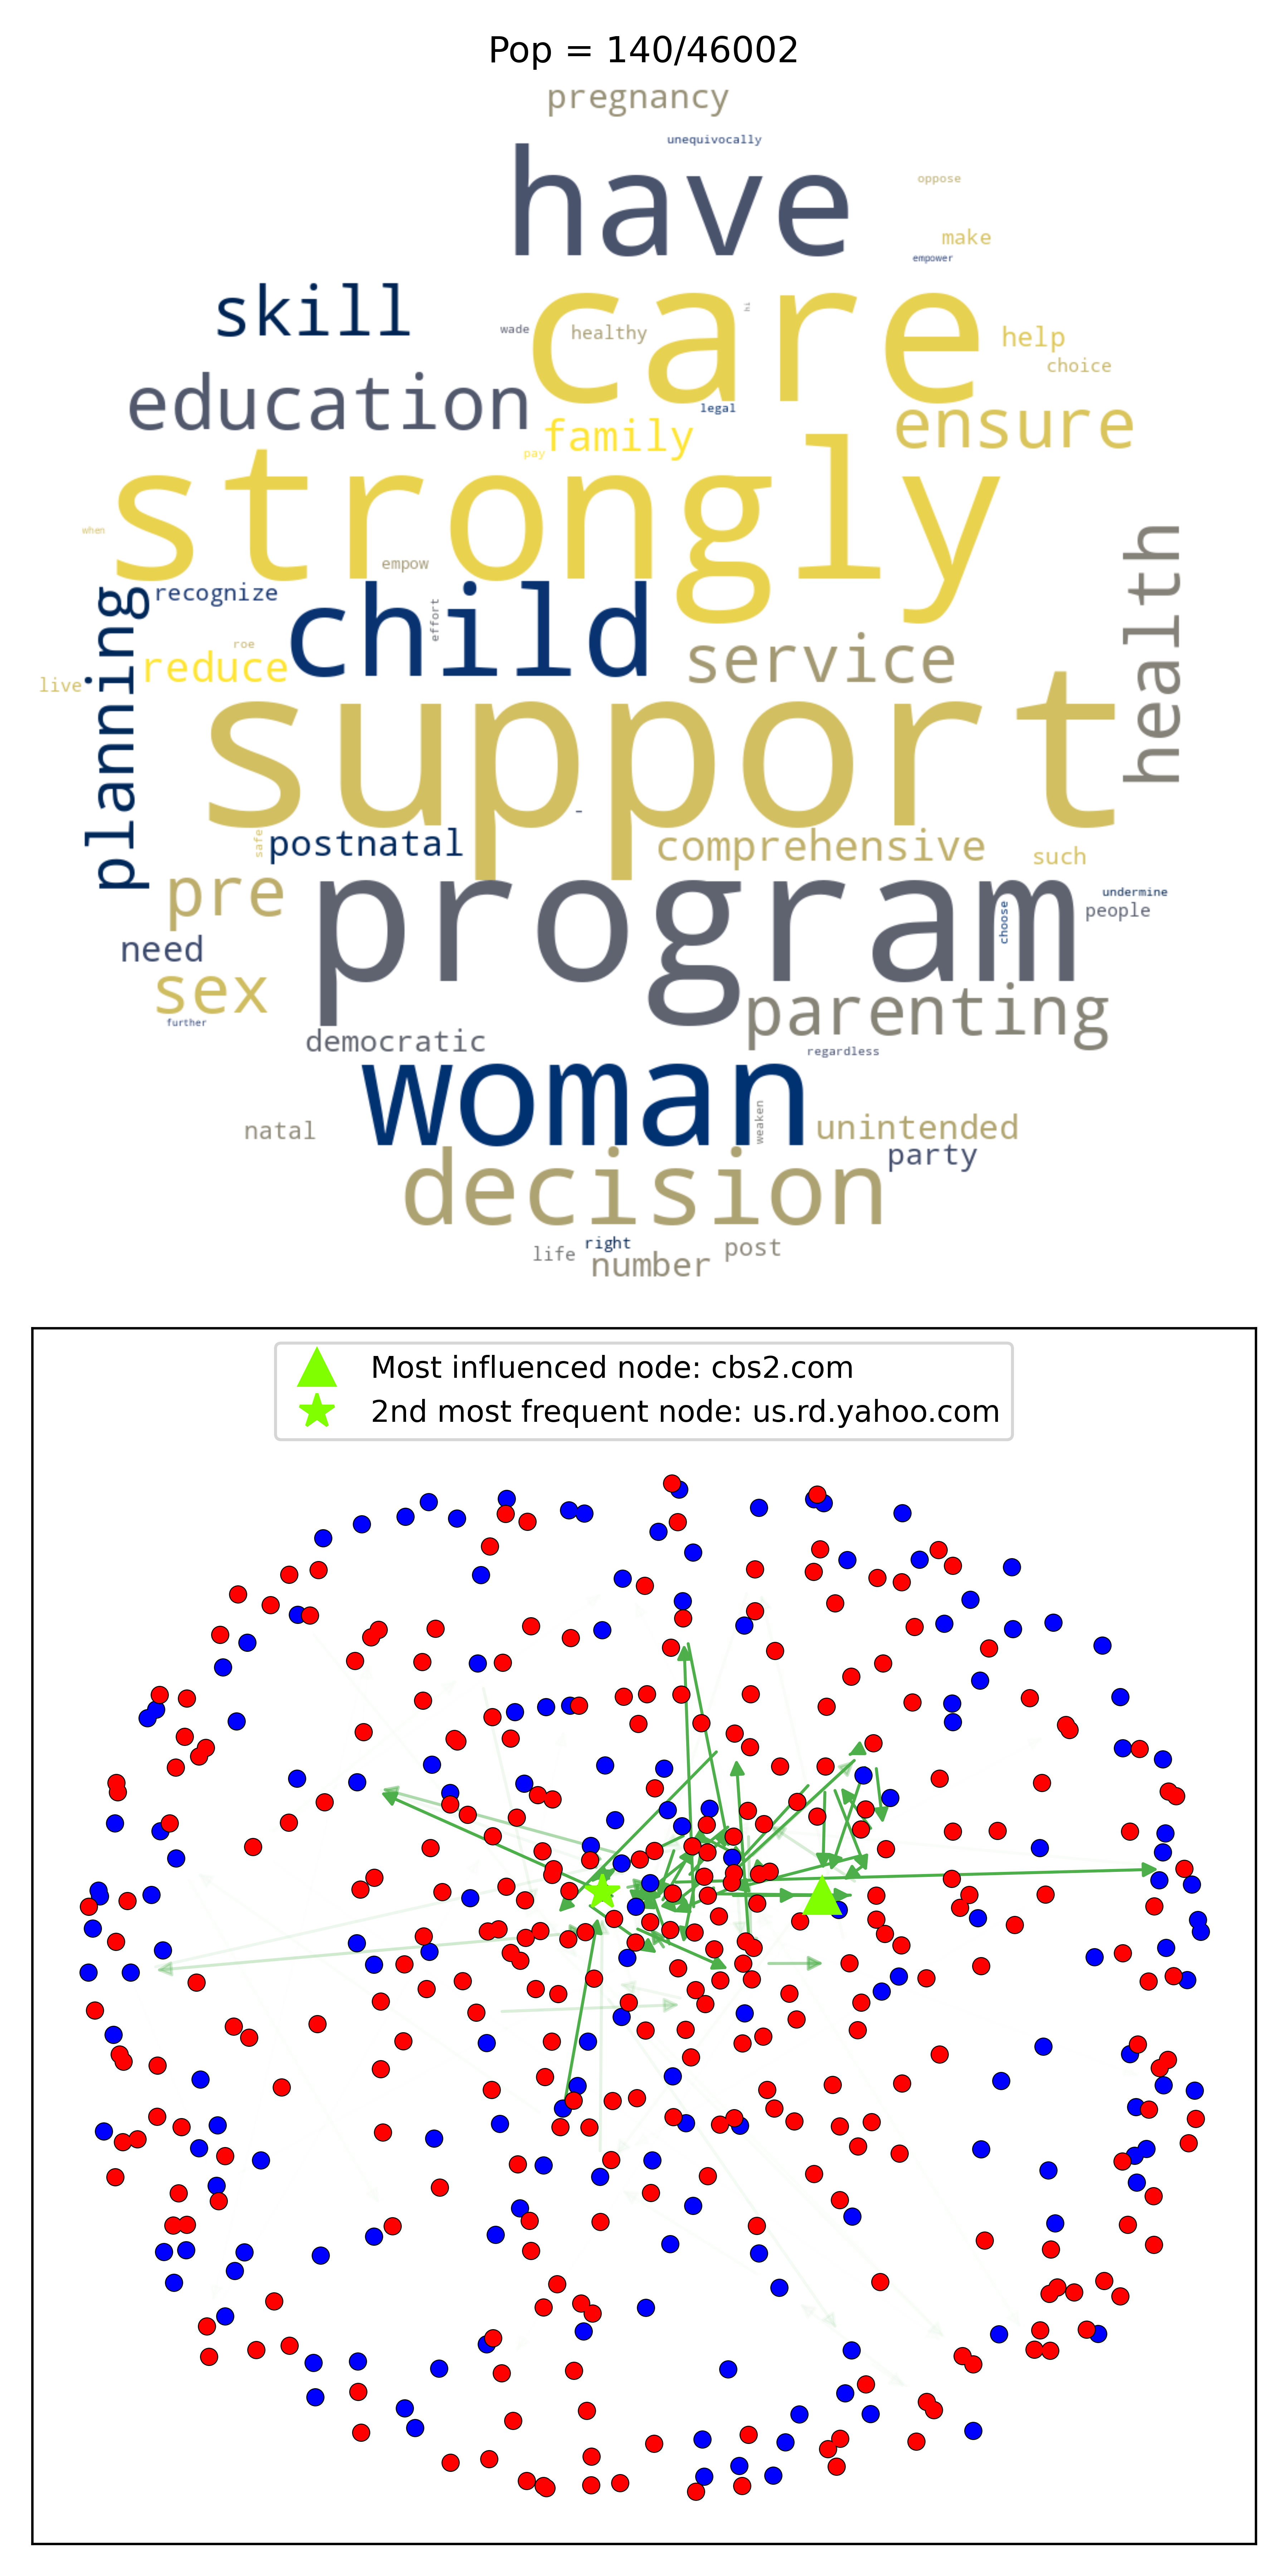 Pop = 140/46002
pregnancy
unequivocally
have
oppose
make
empower
skill
care
wade
healthy
help
choice
education
legal
family
ensure
pay
strongly
when
empow
health
planning
recognize
child
effort
roe
reduce
service
live
support
-
safe
postnatal
comprehensive
such
pre
program
undermine
people
choose
need
sex
further
parenting
democratic
regardless
woman
weaken
natal
unintended
party
decision
right
life
post
number
Most influenced node: cbs2.com
2nd most frequent node: us.rd.yahoo.com